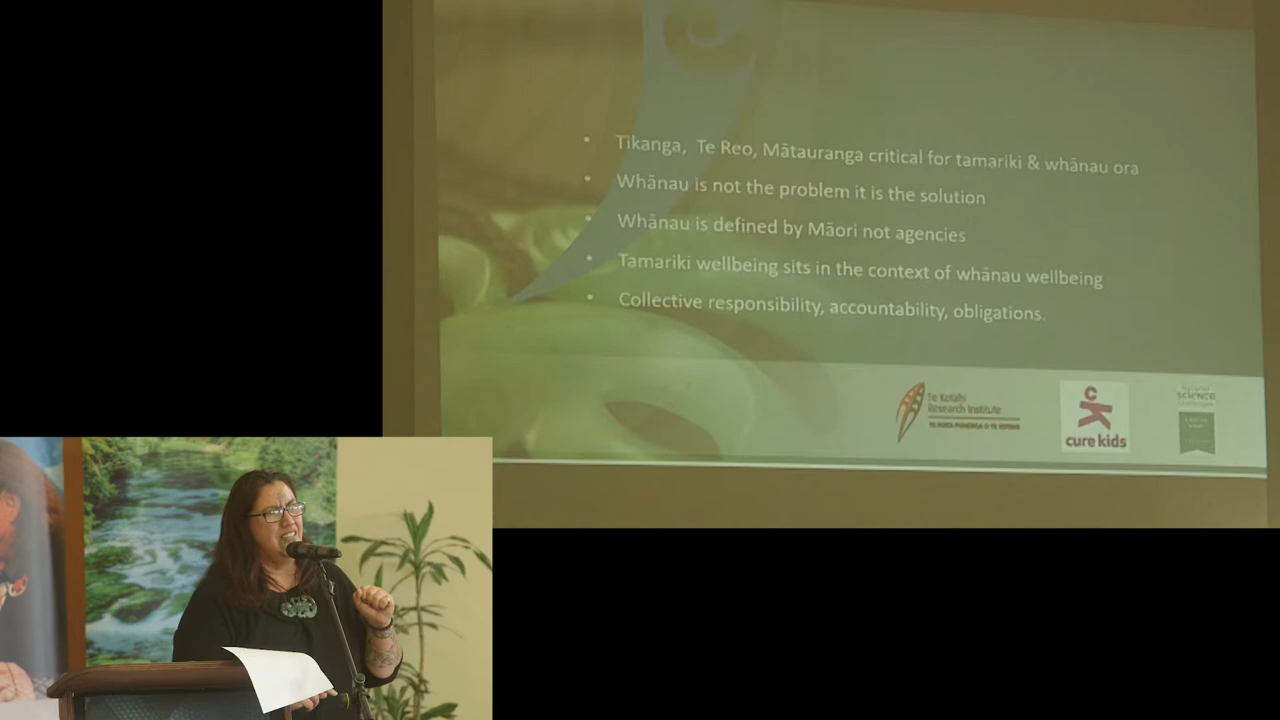 Tikanga, Te Reo, Mātauranga critical for tamariki & whānau ora
Whānau is not the problem it is the solution
Whānau is defined by Māori not agencies
Tamariki wellbeing sits in the context of whānau wellbeing
Collective responsibility, accountability, obligations.
Te Kotahi
Research Institute
CK
cure kids
SCIENCE